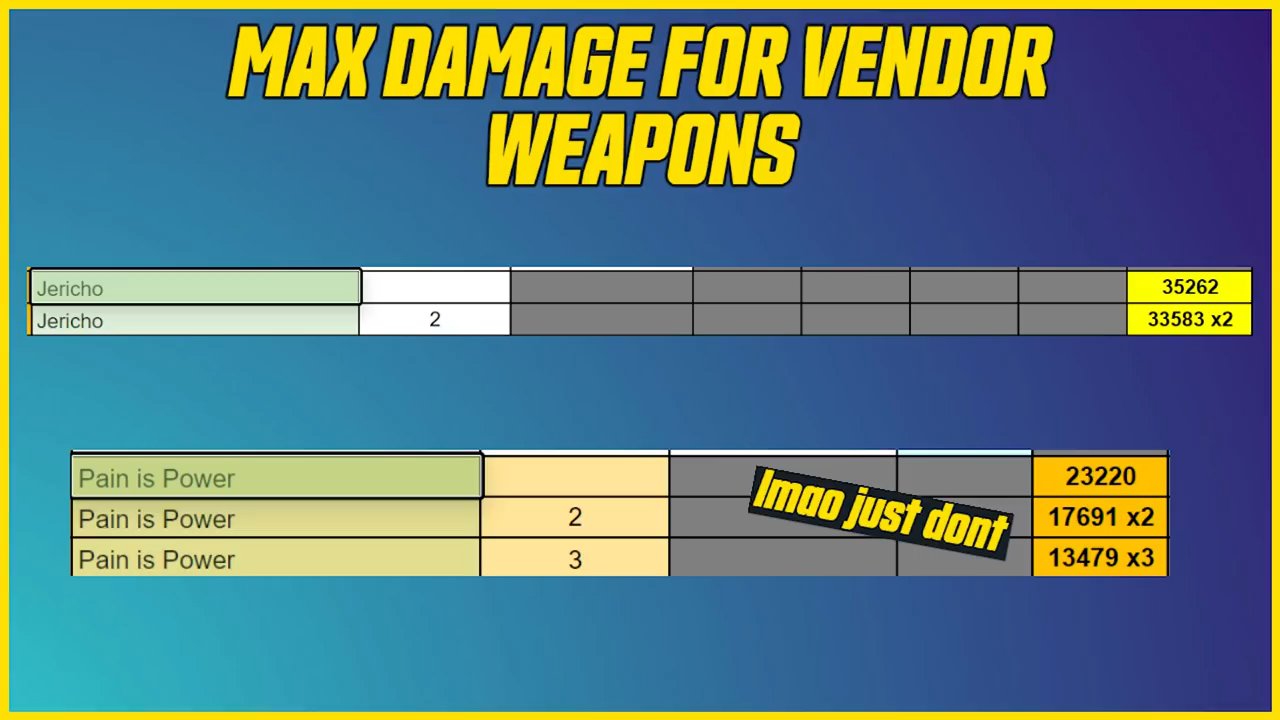 MAX DAMAGE FOR VENDOR
WEAPONS
Jericho 35262
Jericho 2 33583 x2
Pain is Power 23220
Pain is Power 2 17691 x2
Pain is Power 3 13479 x3
lmao just dont